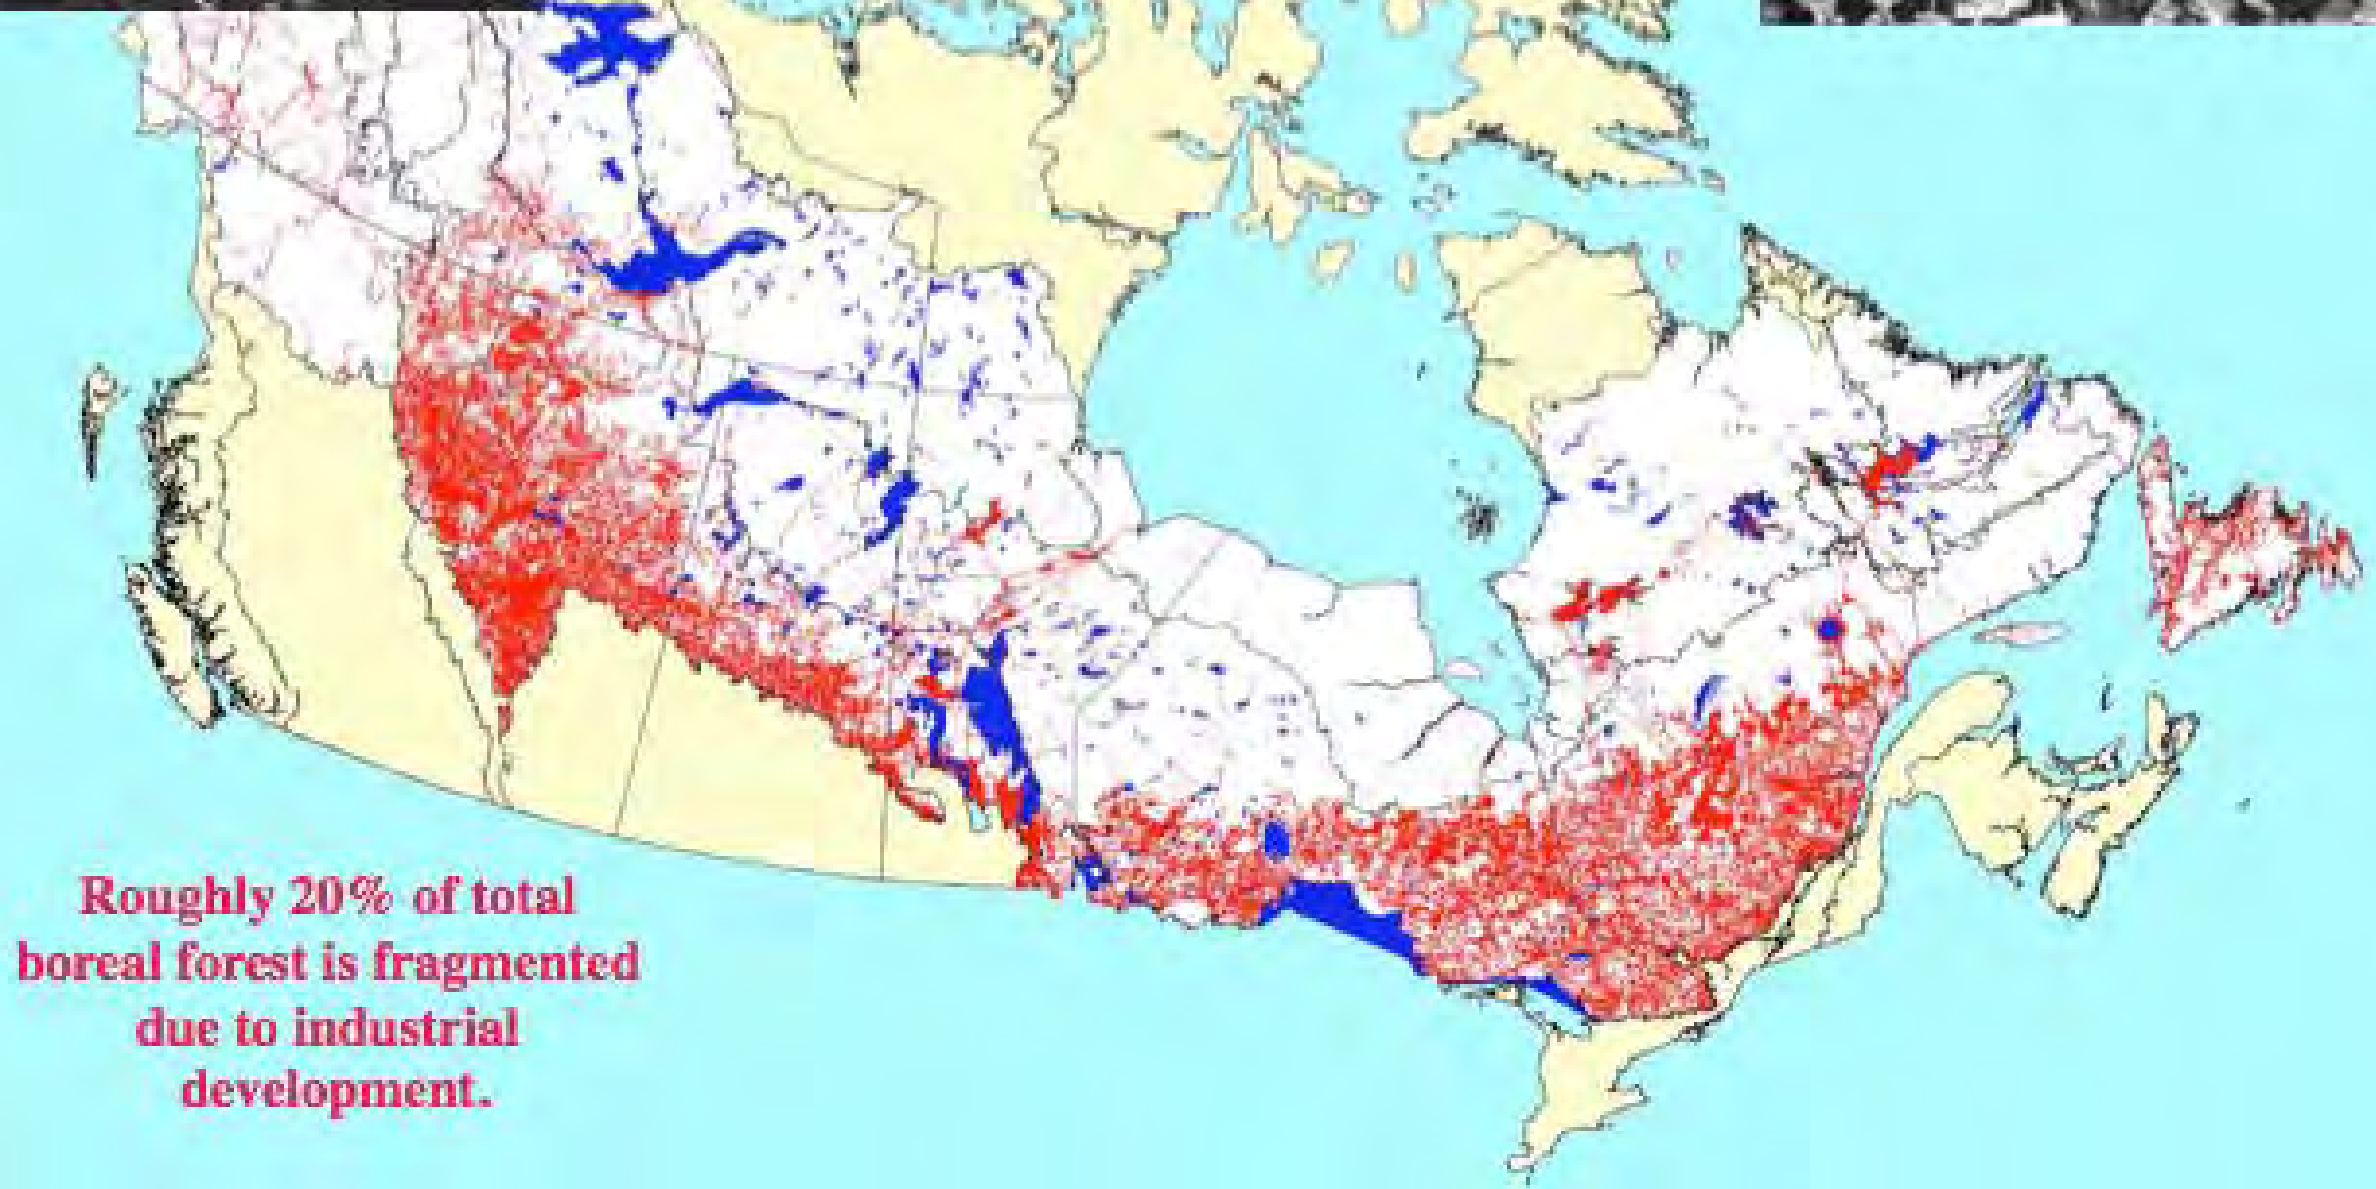 Roughly 20% of total
boreal forest is fragmented
due to industrial
development.